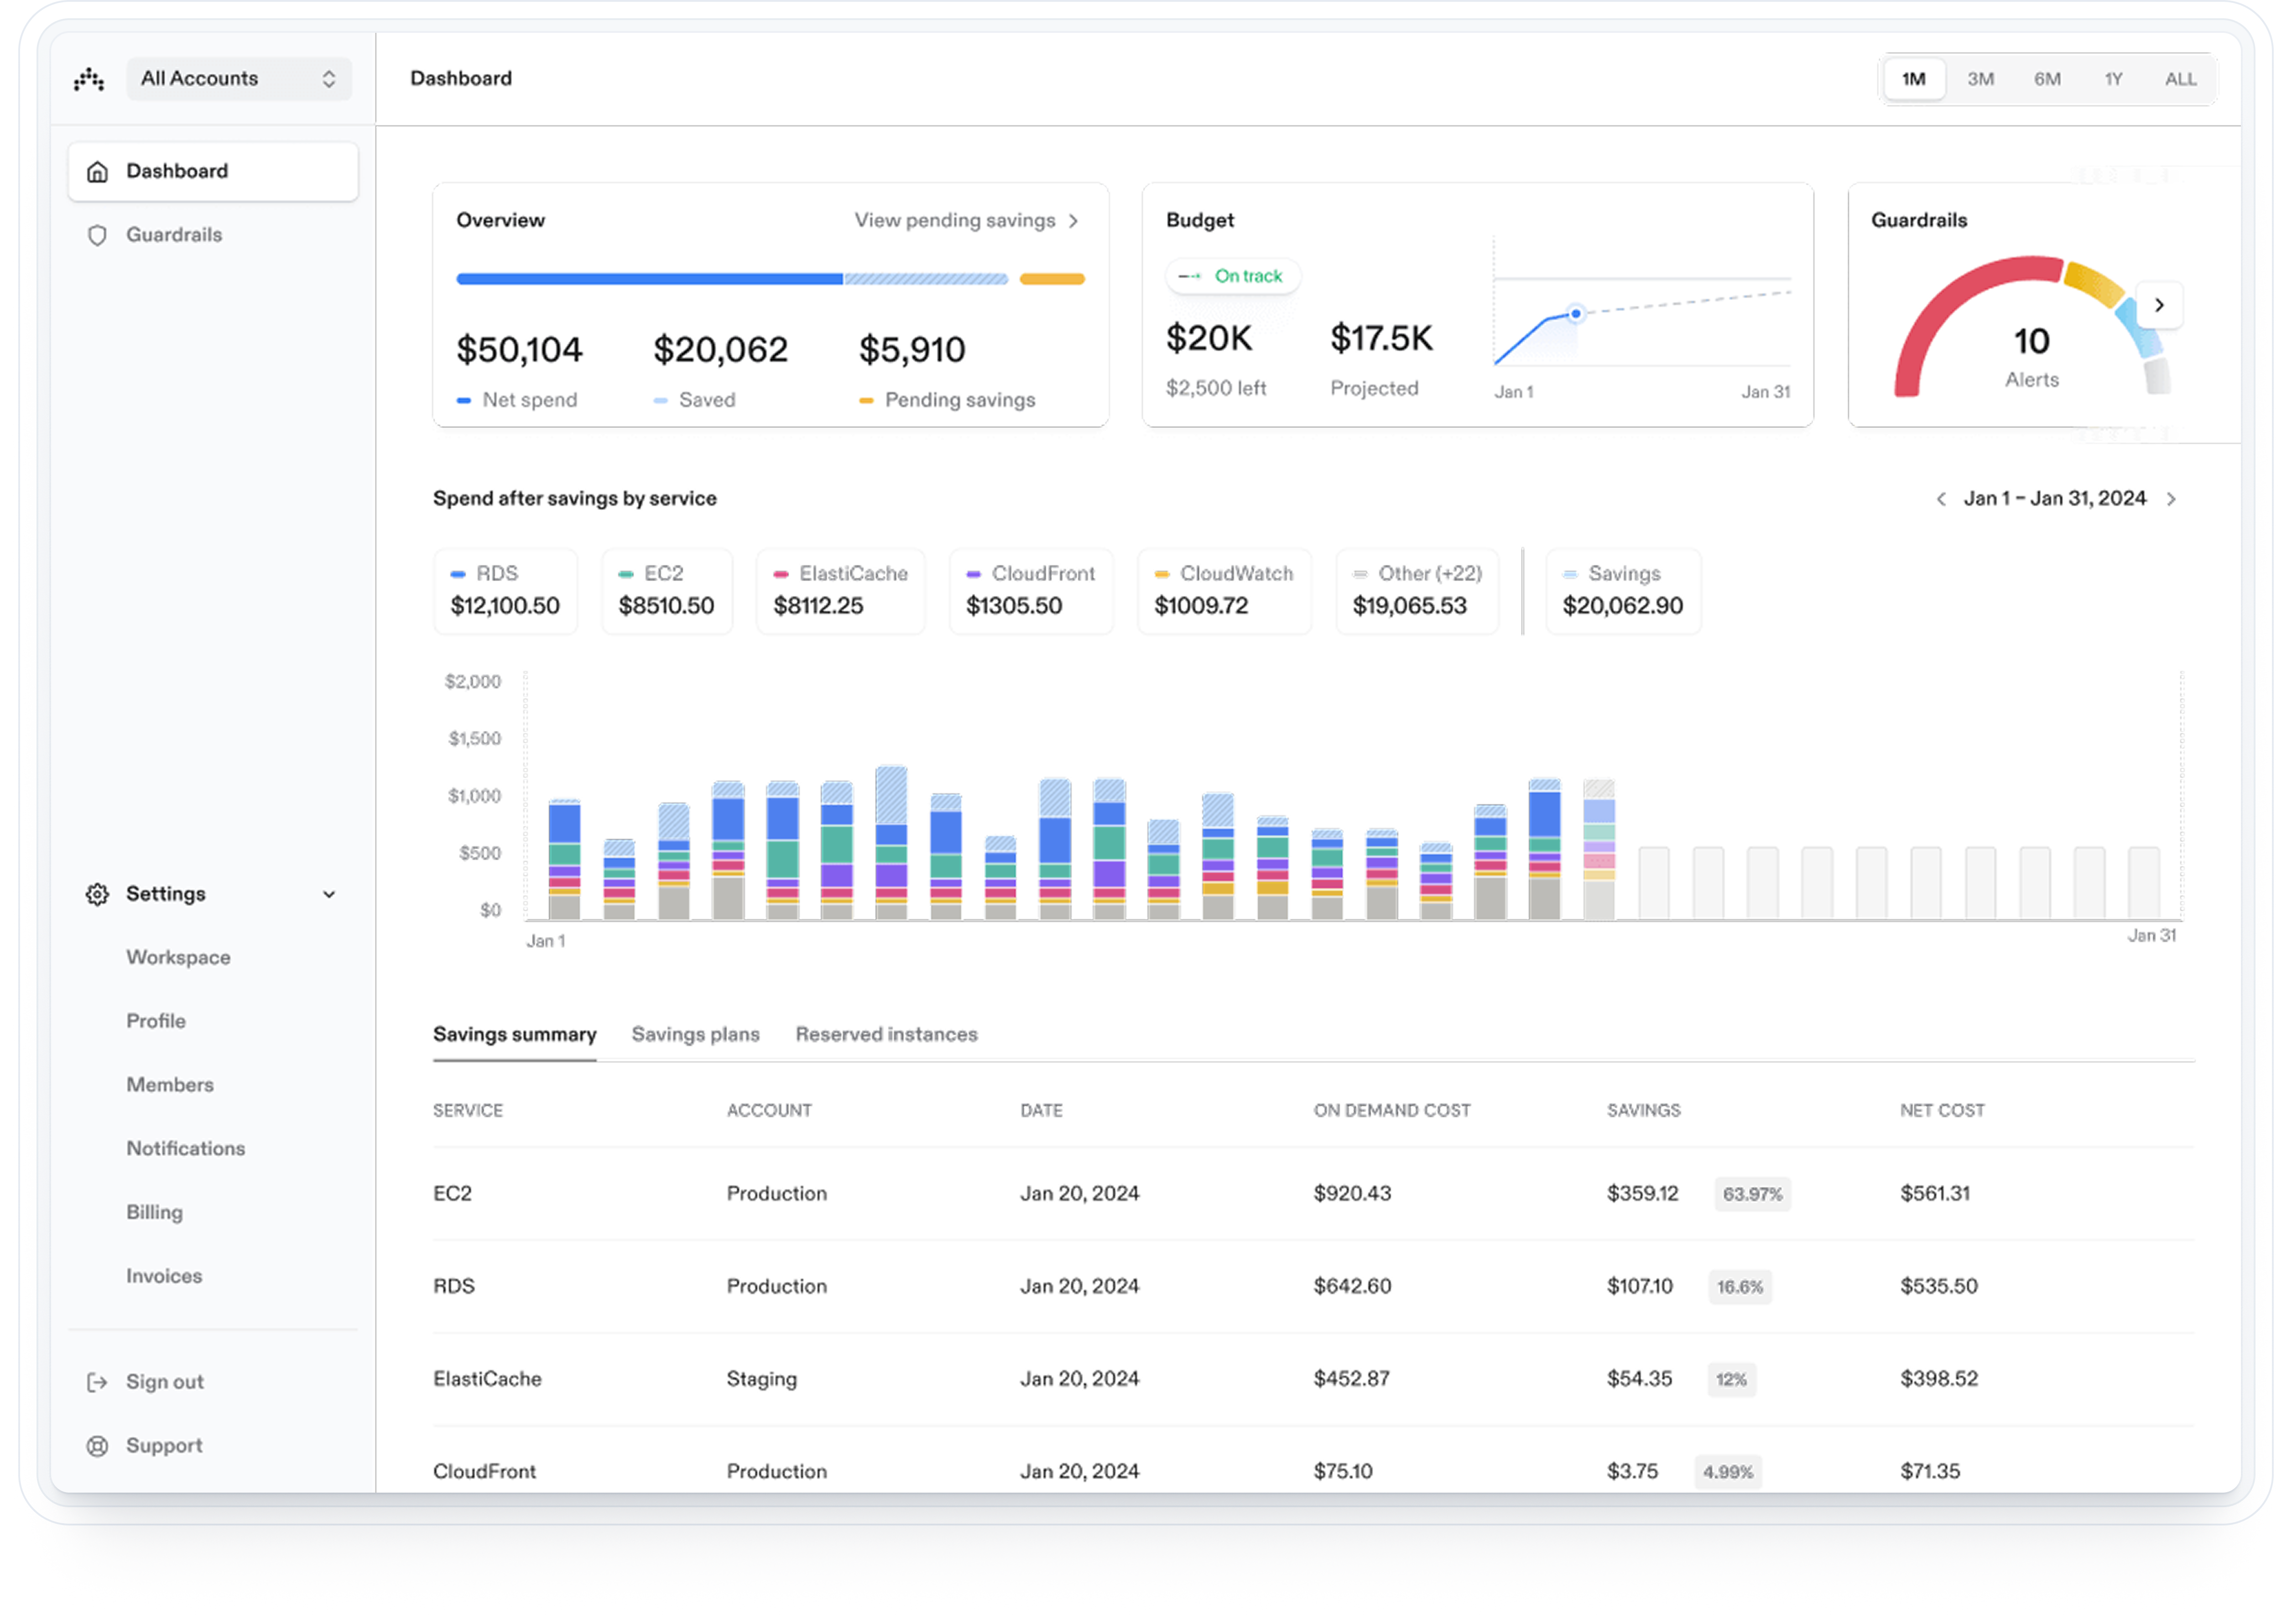 All Accounts
Dashboard
1M 3M 6M 1Y ALL
Dashboard
Guardrails
Settings
Workspace
Profile
Members
Notifications
Billing
Invoices
Sign out
Support
Overview
View pending savings
$50,104 $20,062 $5,910
Net spend Saved Pending savings
Budget
On track
$20K $17.5K
$2,500 left Projected
Jan 1 Jan 31
Guardrails
10
Alerts
Spend after savings by service
Jan 1 – Jan 31, 2024
RDS
$12,100.50
EC2
$8510.50
ElastiCache
$8112.25
CloudFront
$1305.50
CloudWatch
$1009.72
Other (+22)
$19,065.53
Savings
$20,062.90
$2,000
$1,500
$1,000
$500
$0
Jan 1 Jan 31
Savings summary Savings plans Reserved instances
SERVICE ACCOUNT DATE ON DEMAND COST SAVINGS NET COST
EC2 Production Jan 20, 2024 $920.43 $359.12 63.97% $561.31
RDS Production Jan 20, 2024 $642.60 $107.10 16.6% $535.50
ElastiCache Staging Jan 20, 2024 $452.87 $54.35 12% $398.52
CloudFront Production Jan 20, 2024 $75.10 $3.75 4.99% $71.35